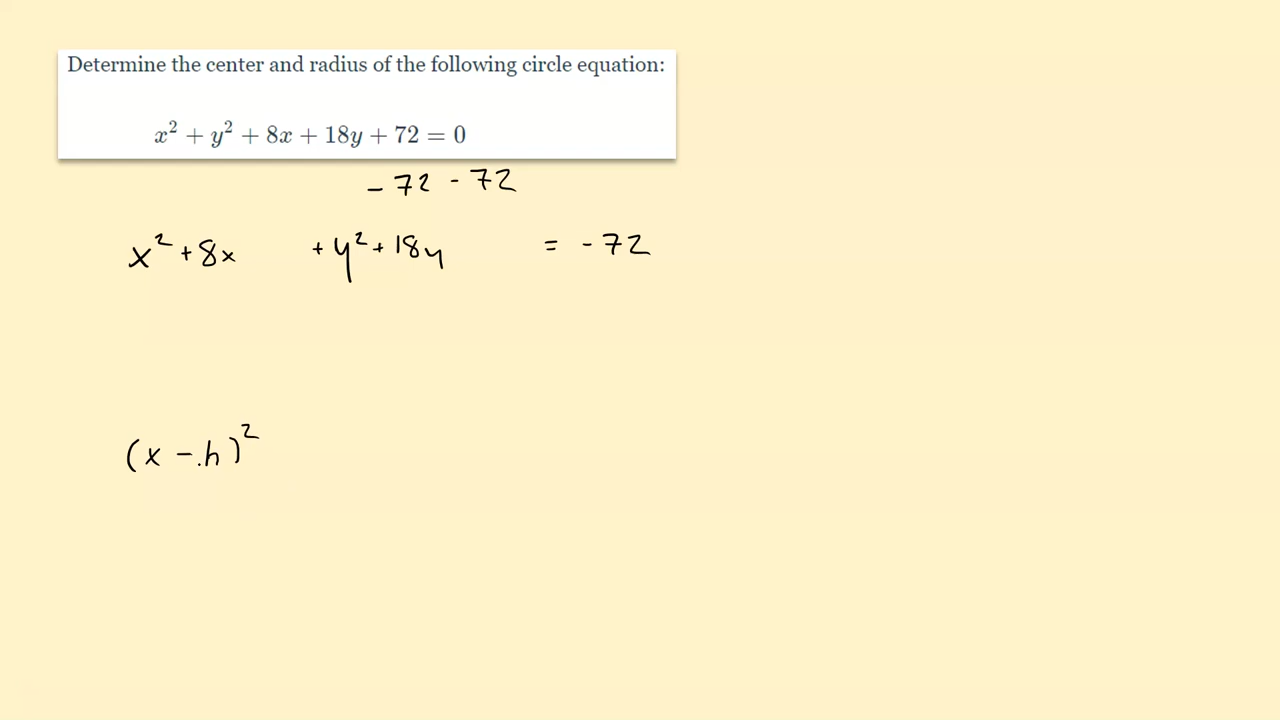 Determine the center and radius of the following circle equation:
x² + y² + 8x + 18y + 72 = 0
- 72 - 72
x² + 8x + y² + 18y = - 72
(x - h)²